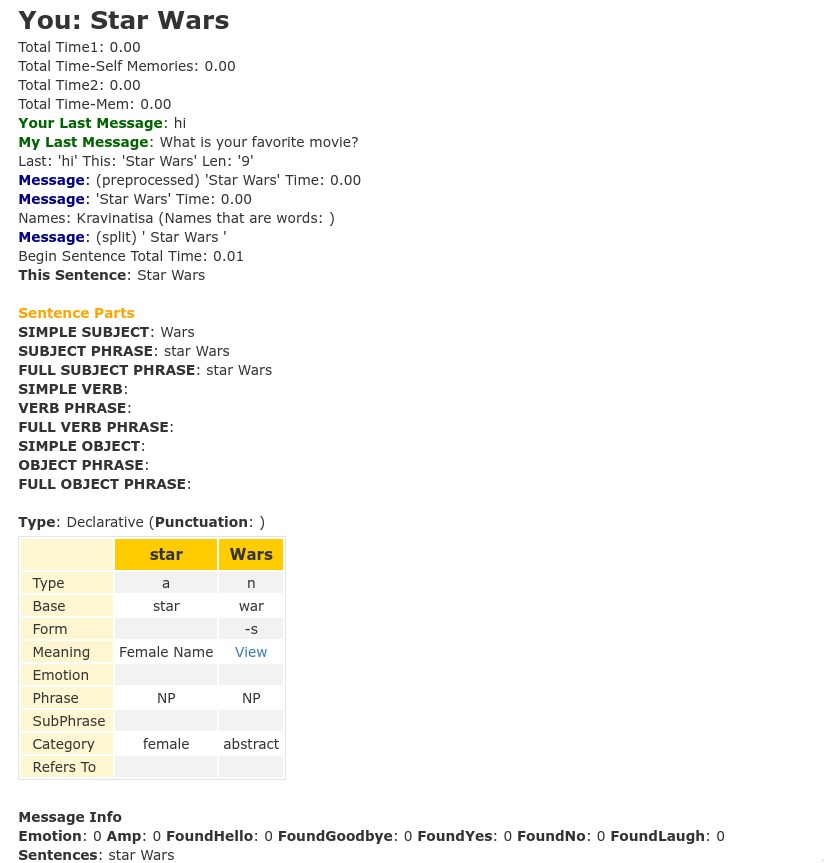 You: Star Wars
Total Time1: 0.00
Total Time-Self Memories: 0.00
Total Time2: 0.00
Total Time-Mem: 0.00
Your Last Message: hi
My Last Message: What is your favorite movie?
Last: 'hi' This: 'Star Wars' Len: '9'
Message: (preprocessed) 'Star Wars' Time: 0.00
Message: 'Star Wars' Time: 0.00
Names: Kravinatisa (Names that are words: )
Message: (split) ' Star Wars '
Begin Sentence Total Time: 0.01
This Sentence: Star Wars
Sentence Parts
SIMPLE SUBJECT: Wars
SUBJECT PHRASE: star Wars
FULL SUBJECT PHRASE: star Wars
SIMPLE VERB:
VERB PHRASE:
FULL VERB PHRASE:
SIMPLE OBJECT:
OBJECT PHRASE:
FULL OBJECT PHRASE:
Type: Declarative (Punctuation: )
star Wars
Type a n
Base star war
Form -s
Meaning Female Name View
Emotion
Phrase NP NP
SubPhrase
Category female abstract
Refers To
Message Info
Emotion: 0 Amp: 0 FoundHello: 0 FoundGoodbye: 0 FoundYes: 0 FoundNo: 0 FoundLaugh: 0
Sentences: star Wars